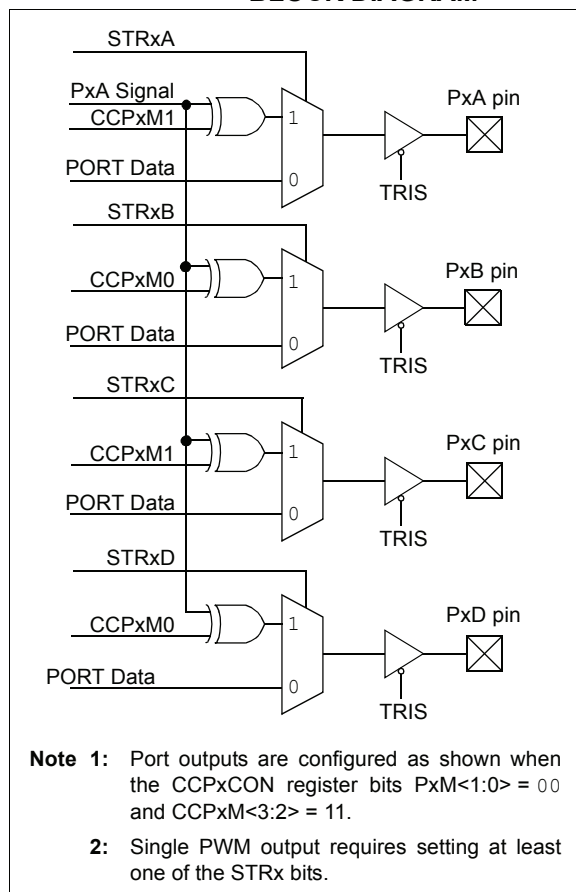 BLOCK DIAGRAM
STRxA
PxA Signal
CCPxM1
PORT Data
1
0
PxA pin
TRIS
STRxB
CCPxM0
PORT Data
1
0
PxB pin
TRIS
STRxC
CCPxM1
PORT Data
1
0
PxC pin
TRIS
STRxD
CCPxM0
PORT Data
1
0
PxD pin
TRIS
Note 1: Port outputs are configured as shown when
the CCPxCON register bits PxM<1:0> = 00
and CCPxM<3:2> = 11.
2: Single PWM output requires setting at least
one of the STRx bits.